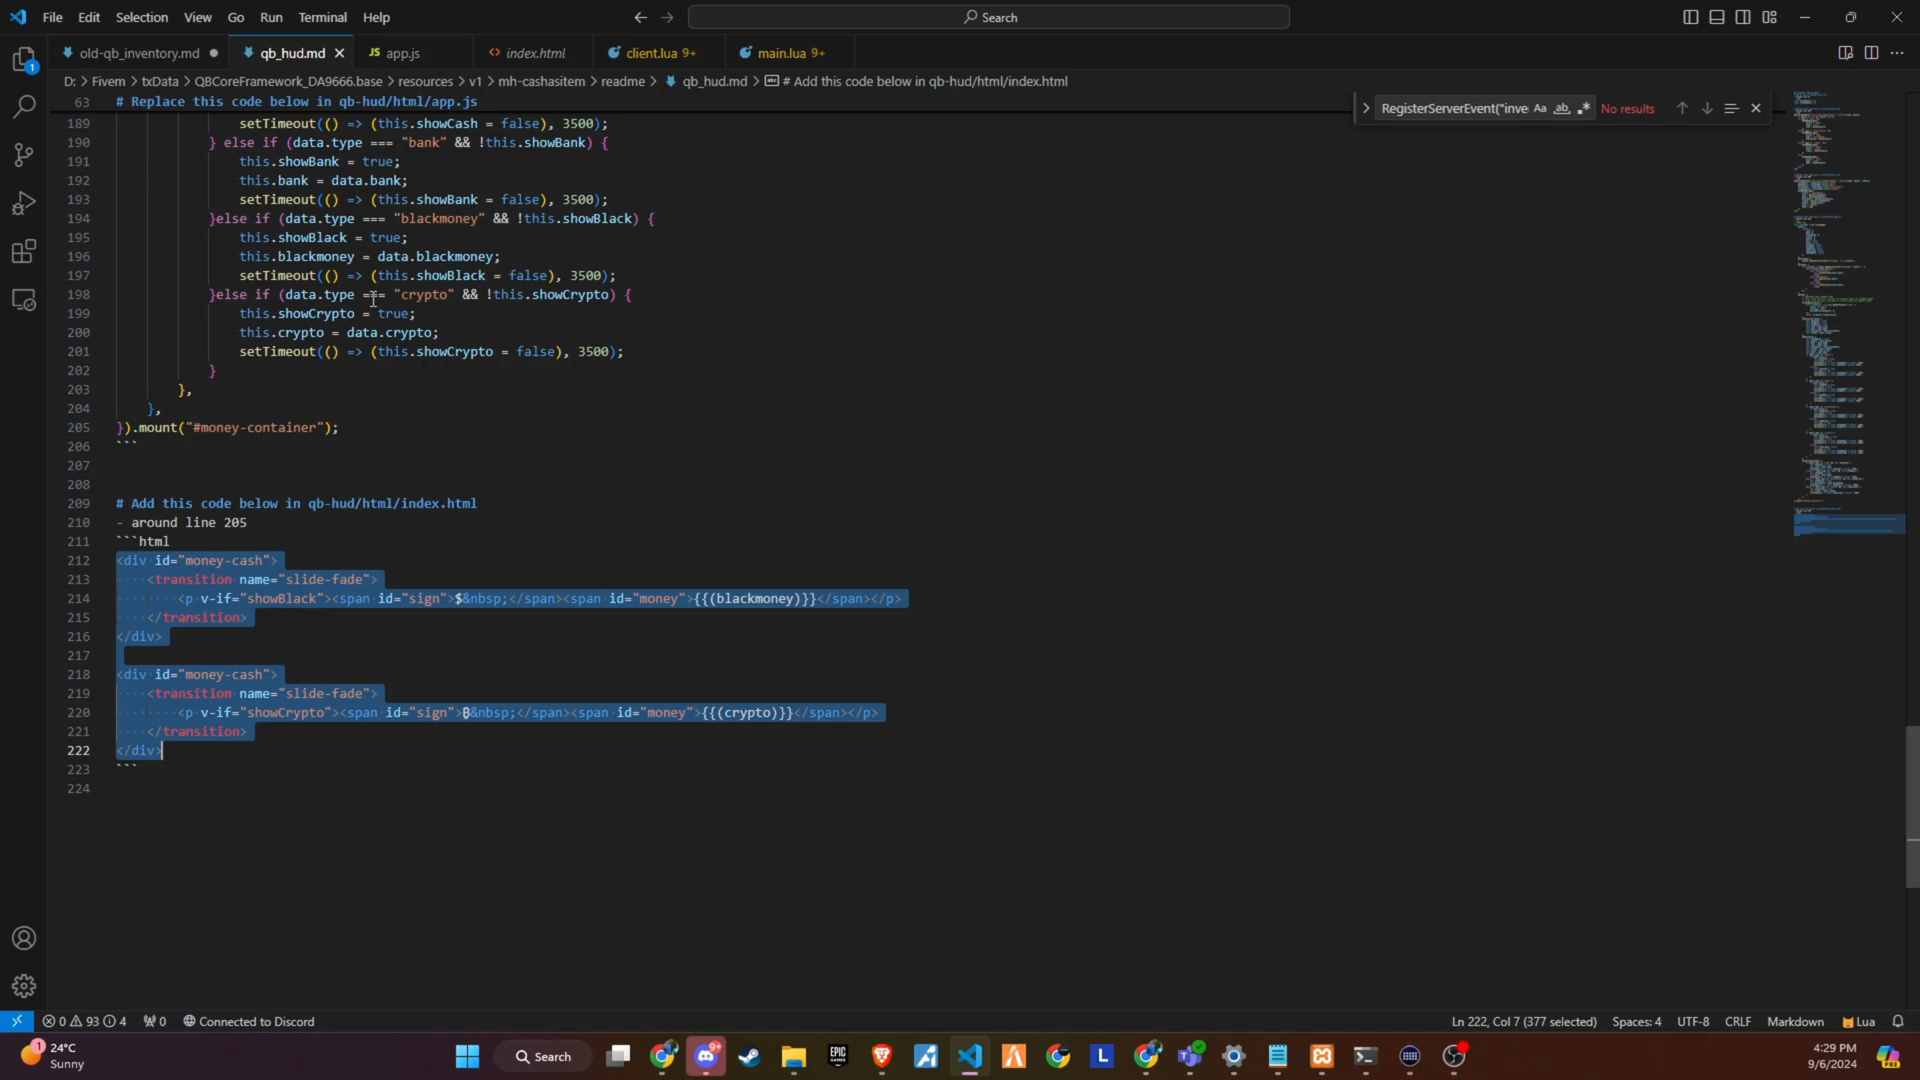 File Edit Selection View Go Run Terminal Help
Search
old-qb_inventory.md
qb_hud.md
JS app.js
<> index.html
client.lua 9+
main.lua 9+
D: > Fivem > txData > QBCoreFramework_DA9666.base > resources > v1 > mh-cashasitem > readme > qb_hud.md > # Add this code below in qb-hud/html/index.html
63 # Replace this code below in qb-hud/html/app.js
RegisterServerEvent("inve Aa ab No results
189 setTimeout(() => (this.showCash = false), 3500);
190 } else if (data.type === "bank" && !this.showBank) {
191 this.showBank = true;
192 this.bank = data.bank;
193 setTimeout(() => (this.showBank = false), 3500);
194 }else if (data.type === "blackmoney" && !this.showBlack) {
195 this.showBlack = true;
196 this.blackmoney = data.blackmoney;
197 setTimeout(() => (this.showBlack = false), 3500);
198 }else if (data.type === "crypto" && !this.showCrypto) {
199 this.showCrypto = true;
200 this.crypto = data.crypto;
201 setTimeout(() => (this.showCrypto = false), 3500);
202 }
203 },
204 },
205 }).mount("#money-container");
206 ```
207
208
209 # Add this code below in qb-hud/html/index.html
210 - around line 205
211 ```html
212 <div id="money-cash">
213 <transition name="slide-fade">
214 <p v-if="showBlack"><span id="sign">$&nbsp;</span><span id="money">{{(blackmoney)}}</span></p>
215 </transition>
216 </div>
217
218 <div id="money-cash">
219 <transition name="slide-fade">
220 <p v-if="showCrypto"><span id="sign">₿&nbsp;</span><span id="money">{{(crypto)}}</span></p>
221 </transition>
222 </div>
223 ```
224
0 93 4 0 Connected to Discord
Ln 222, Col 7 (377 selected) Spaces: 4 UTF-8 CRLF Markdown Lua
24°C
Sunny
Search
4:29 PM
9/6/2024